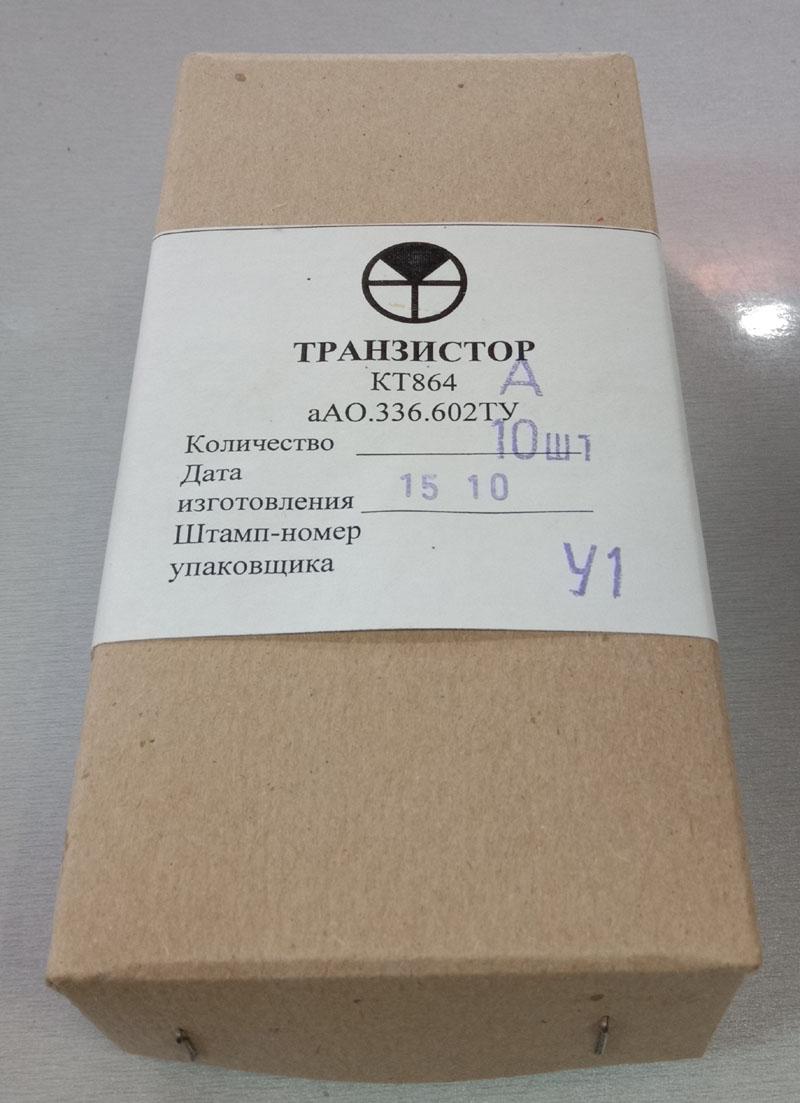 ТРАНЗИСТОР
КТ864 А
аАО.336.602ТУ
Количество 10шт
Дата
изготовления 15 10
Штамп-номер
упаковщика У1